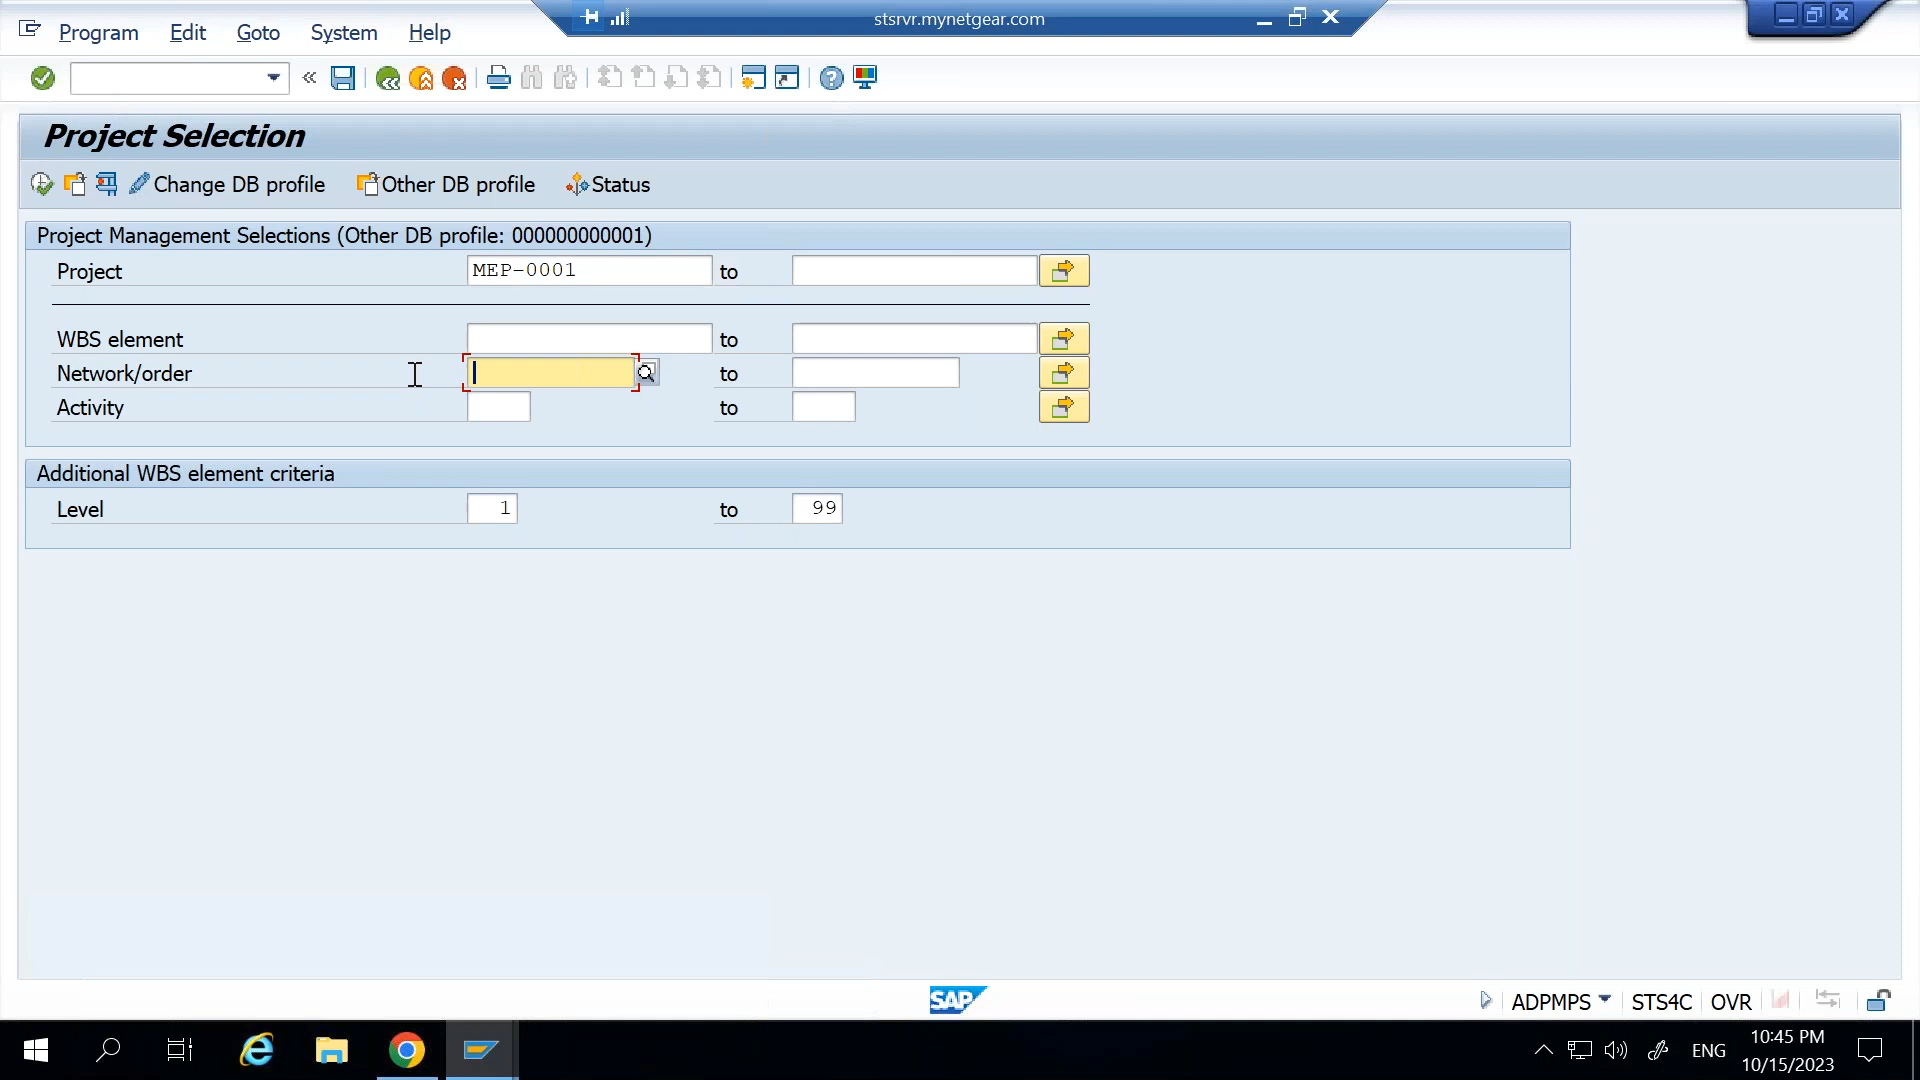 stsrvr.mynetgear.com
Program Edit Goto System Help
Project Selection
Change DB profile Other DB profile Status
Project Management Selections (Other DB profile: 000000000001)
Project MEP-0001 to
WBS element to
Network/order to
Activity to
Additional WBS element criteria
Level 1 to 99
SAP ADPMPS STS4C OVR
ENG 10:45 PM
10/15/2023